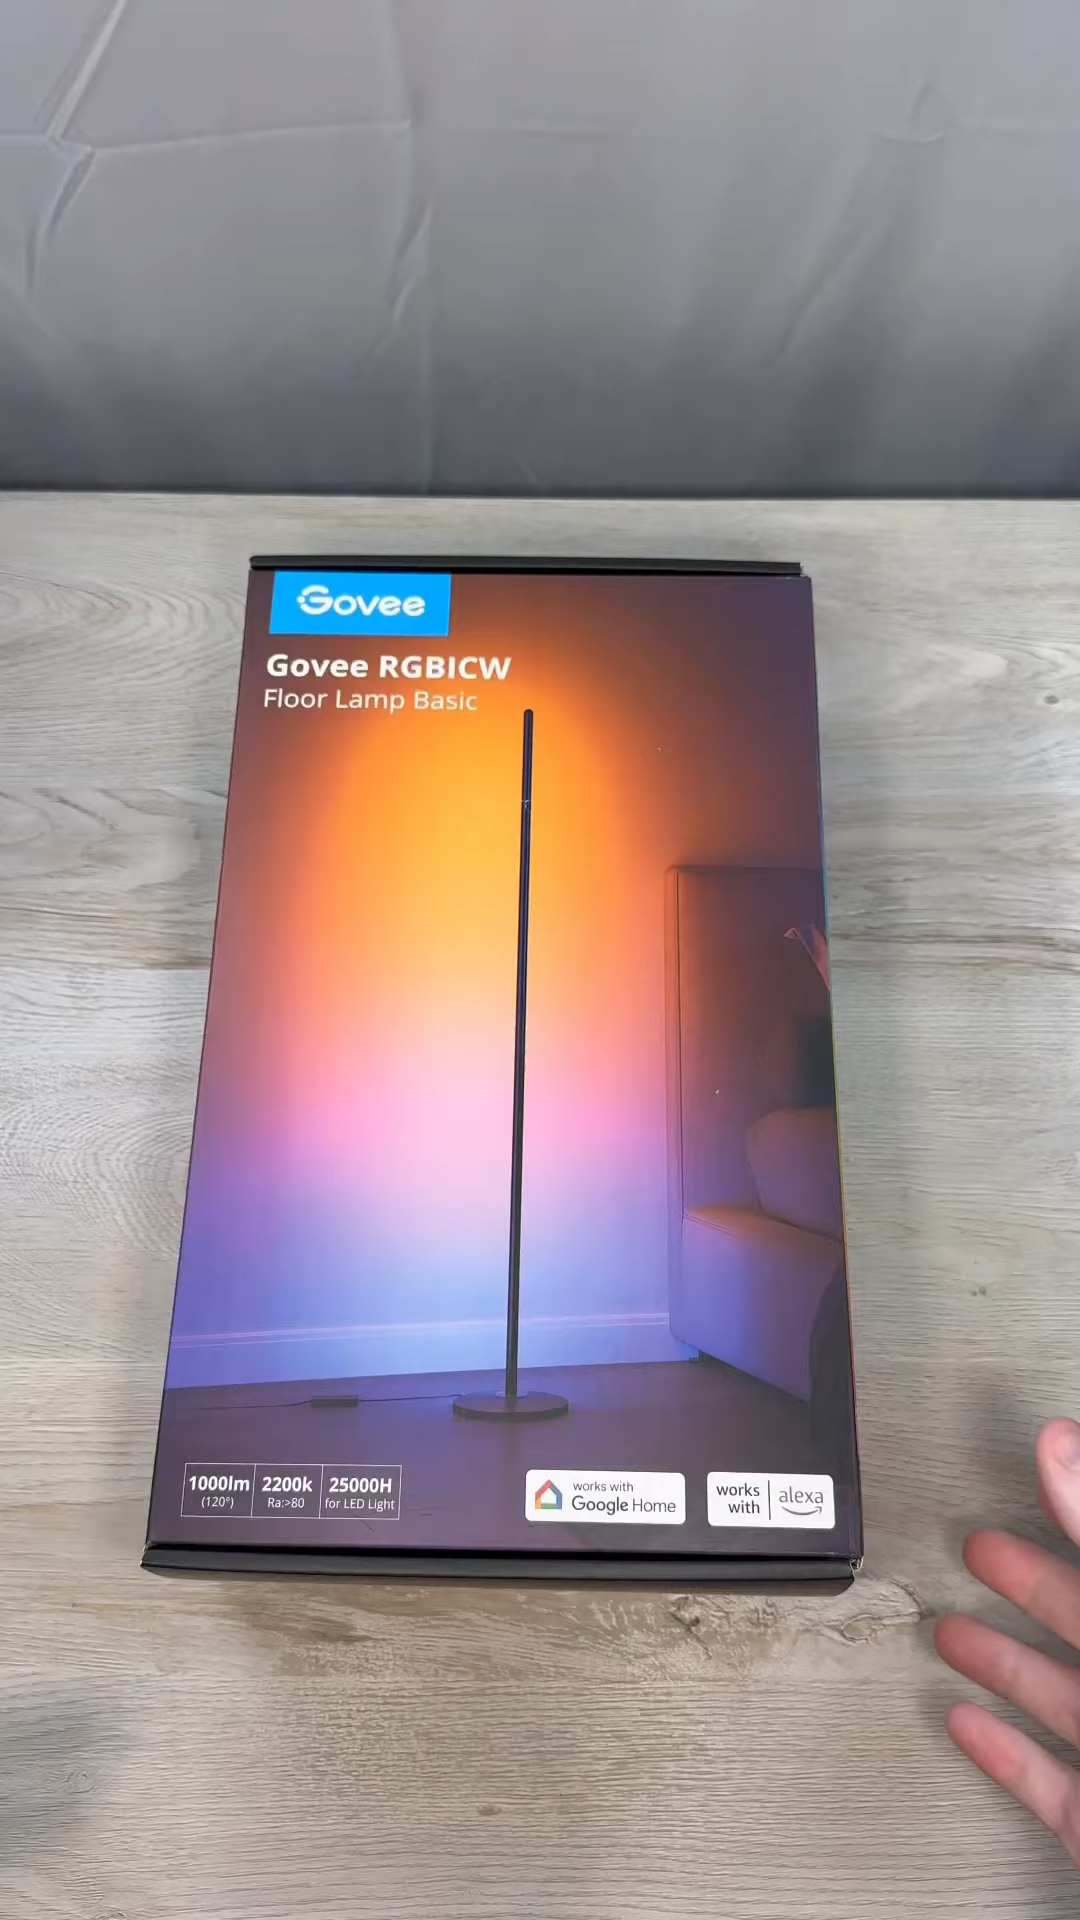 Govee
Govee RGBICW
Floor Lamp Basic
1000lm
(120°)
2200k
Ra:>80
25000H
for LED Light
works with
Google Home
works
with
alexa